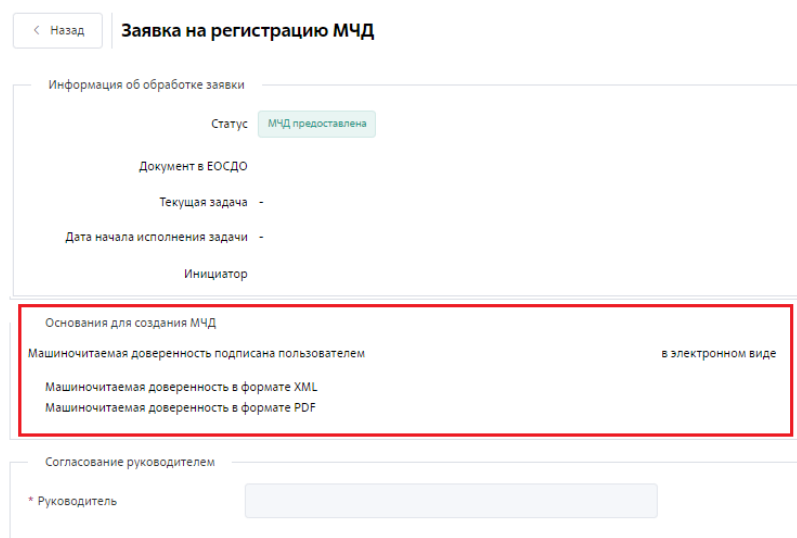 Назад
Заявка на регистрацию МЧД
Информация об обработке заявки
Статус МЧД предоставлена
Документ в ЕОСДО
Текущая задача -
Дата начала исполнения задачи -
Инициатор
Основания для создания МЧД
Машиночитаемая доверенность подписана пользователем в электронном виде
Машиночитаемая доверенность в формате XML
Машиночитаемая доверенность в формате PDF
Согласование руководителем
* Руководитель